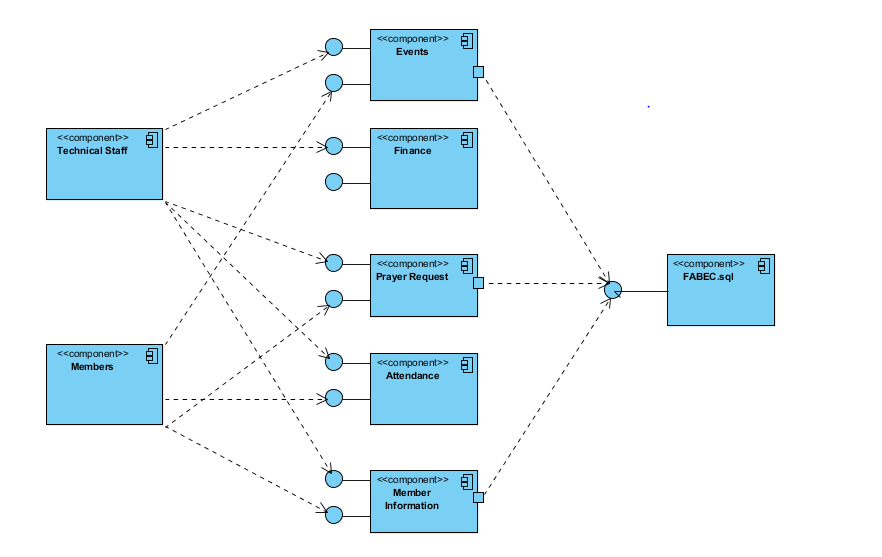 <<component>>
Events
<<component>>
Technical Staff
<<component>>
Finance
<<component>>
Prayer Request
<<component>>
FABEC.sql
<<component>>
Members
<<component>>
Attendance
<<component>>
Member
Information